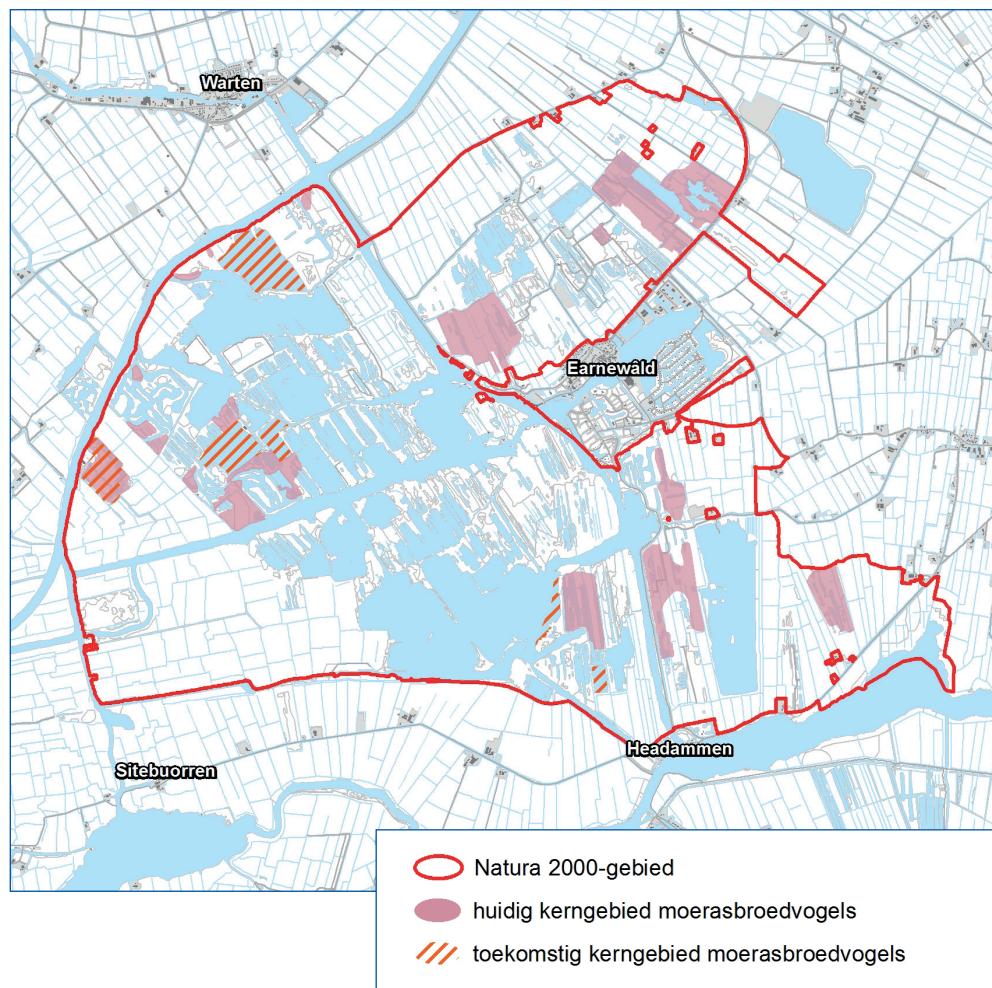 Warten
Earnewâld
Headammen
Sitebuorren
Natura 2000-gebied
huidig kerngebied moerasbroedvogels
toekomstig kerngebied moerasbroedvogels